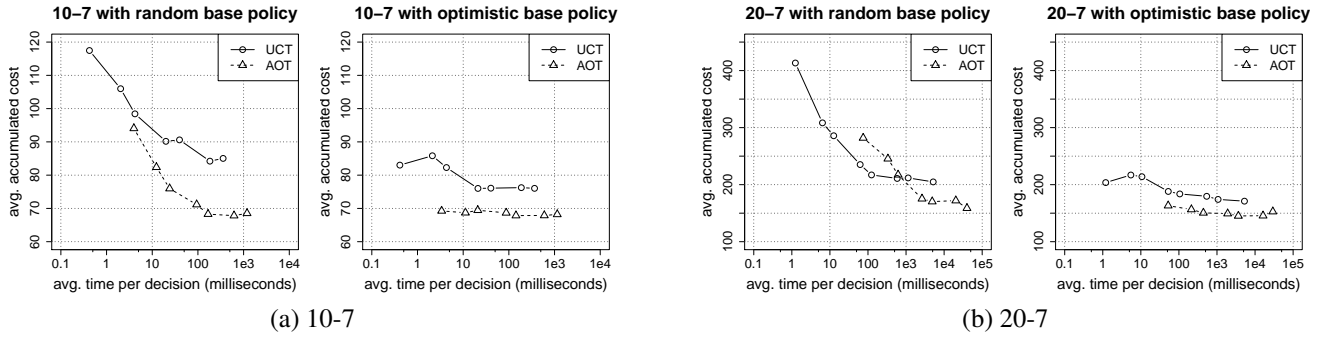 10−7 with random base policy
UCT
AOT
avg. accumulated cost
60 70 80 90 100 110 120
0.1 1 10 100 1e3 1e4
avg. time per decision (milliseconds)
10−7 with optimistic base policy
UCT
AOT
avg. accumulated cost
60 70 80 90 100 110 120
0.1 1 10 100 1e3 1e4
avg. time per decision (milliseconds)
(a) 10-7
20−7 with random base policy
UCT
AOT
avg. accumulated cost
100 200 300 400
0.1 1 10 100 1e3 1e4 1e5
avg. time per decision (milliseconds)
20−7 with optimistic base policy
UCT
AOT
avg. accumulated cost
100 200 300 400
0.1 1 10 100 1e3 1e4 1e5
avg. time per decision (milliseconds)
(b) 20-7